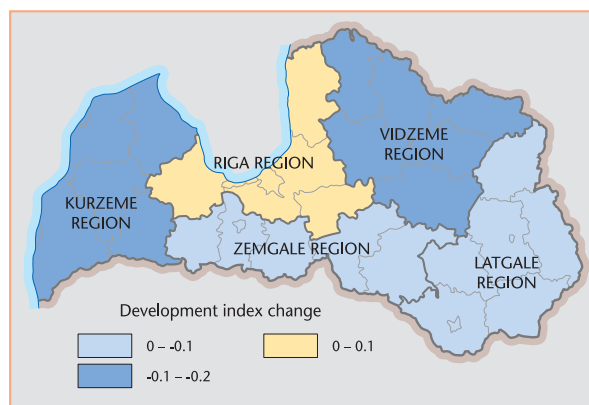 VIDZEME
REGION
RIGA REGION
KURZEME
REGION
ZEMGALE REGION
LATGALE
REGION
Development index change
0 – -0.1
0 – 0.1
-0.1 – -0.2